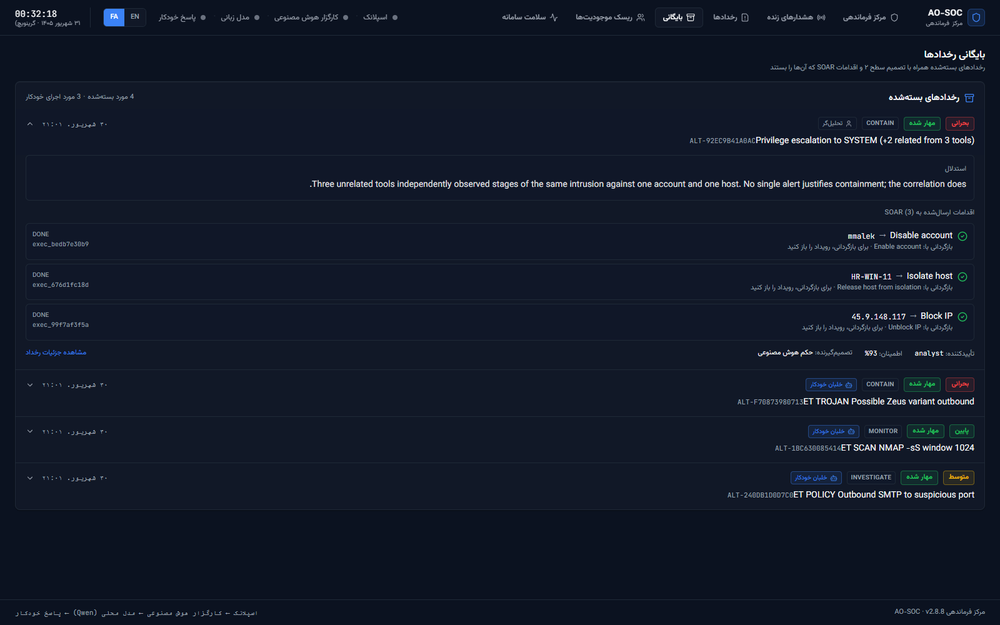 AO-SOC
مرکز فرماندهی
مرکز فرماندهی
هشدارهای زنده
رخدادها
بایگانی
ریسک موجودیت‌ها
سلامت سامانه
اسپلانک
کارگزار هوش مصنوعی
مدل زبانی
پاسخ خودکار
EN
FA
00:32:18
۳۱ شهریور ۱۴۰۵ · گرینویچ)
بایگانی رخدادها
رخدادهای بسته‌شده همراه با تصمیم سطح ۲ و اقدامات SOAR که آن‌ها را بستند
رخدادهای بسته‌شده
4 مورد بسته‌شده · 3 مورد اجرای خودکار
بحرانی
مهار شده
CONTAIN
تحلیل‌گر
۳۰ شهریور، ۲۱:۰۱
Privilege escalation to SYSTEM (+2 related from 3 tools)
ALT-92EC9B41A0AC
استدلال
Three unrelated tools independently observed stages of the same intrusion against one account and one host. No single alert justifies containment; the correlation does.
اقدامات ارسال‌شده به SOAR (3)
Disable account → mmalek
بازگردانی با: Enable account · برای بازگردانی، رویداد را باز کنید
DONE
exec_bedb7e30b9
Isolate host → HR-WIN-11
بازگردانی با: Release host from isolation · برای بازگردانی، رویداد را باز کنید
DONE
exec_676d1fc18d
Block IP → 45.9.148.117
بازگردانی با: Unblock IP · برای بازگردانی، رویداد را باز کنید
DONE
exec_99f7af3f5a
تأییدکننده: analyst
اطمینان: %93
تصمیم‌گیرنده: حکم هوش مصنوعی
مشاهده جزئیات رخداد
بحرانی
مهار شده
CONTAIN
خلبان خودکار
۳۰ شهریور، ۲۱:۰۱
ET TROJAN Possible Zeus variant outbound
ALT-F70873980713
پایین
مهار شده
MONITOR
خلبان خودکار
۳۰ شهریور، ۲۱:۰۱
ET SCAN NMAP -sS window 1024
ALT-1BC630085414
متوسط
مهار شده
INVESTIGATE
خلبان خودکار
۳۰ شهریور، ۲۱:۰۱
ET POLICY Outbound SMTP to suspicious port
ALT-240DB1D0D7C0
مرکز فرماندهی AO-SOC · v2.8.8
اسپلانک ← کارگزار هوش مصنوعی ← مدل محلی (Qwen) ← پاسخ خودکار